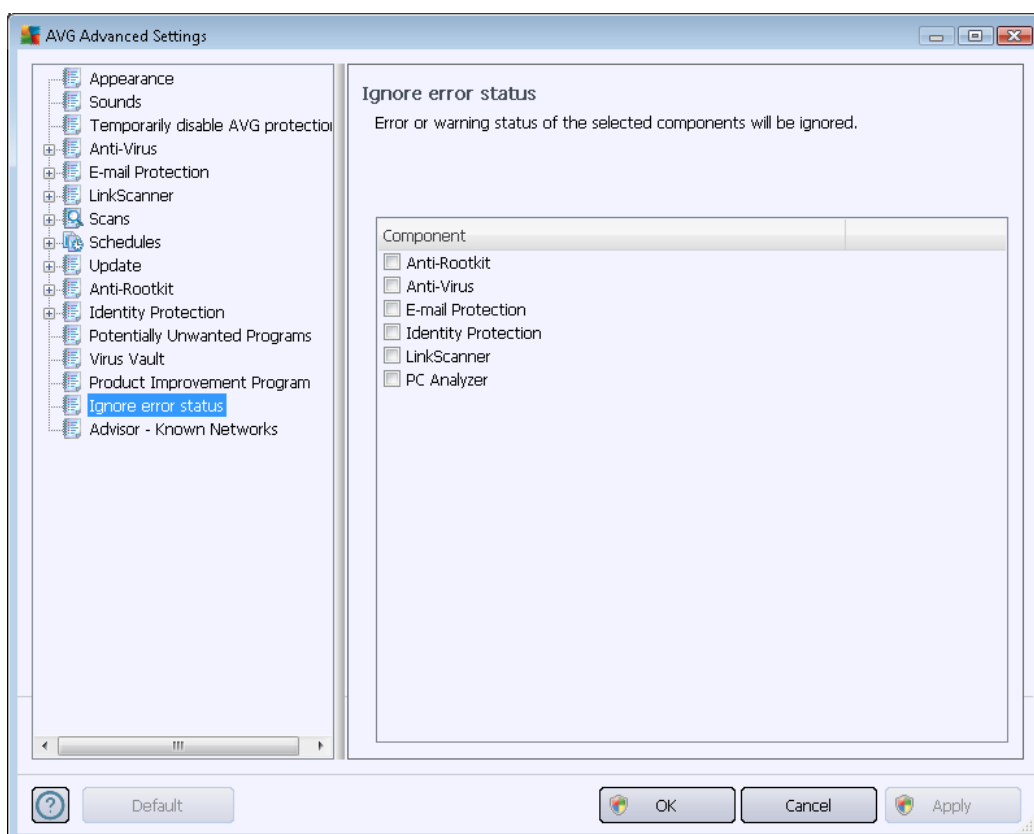 AVG Advanced Settings
Appearance
Sounds
Temporarily disable AVG protection
Anti-Virus
E-mail Protection
LinkScanner
Scans
Schedules
Update
Anti-Rootkit
Identity Protection
Potentially Unwanted Programs
Virus Vault
Product Improvement Program
Ignore error status
Advisor - Known Networks
Ignore error status
Error or warning status of the selected components will be ignored.
Component
Anti-Rootkit
Anti-Virus
E-mail Protection
Identity Protection
LinkScanner
PC Analyzer
?
Default
OK
Cancel
Apply